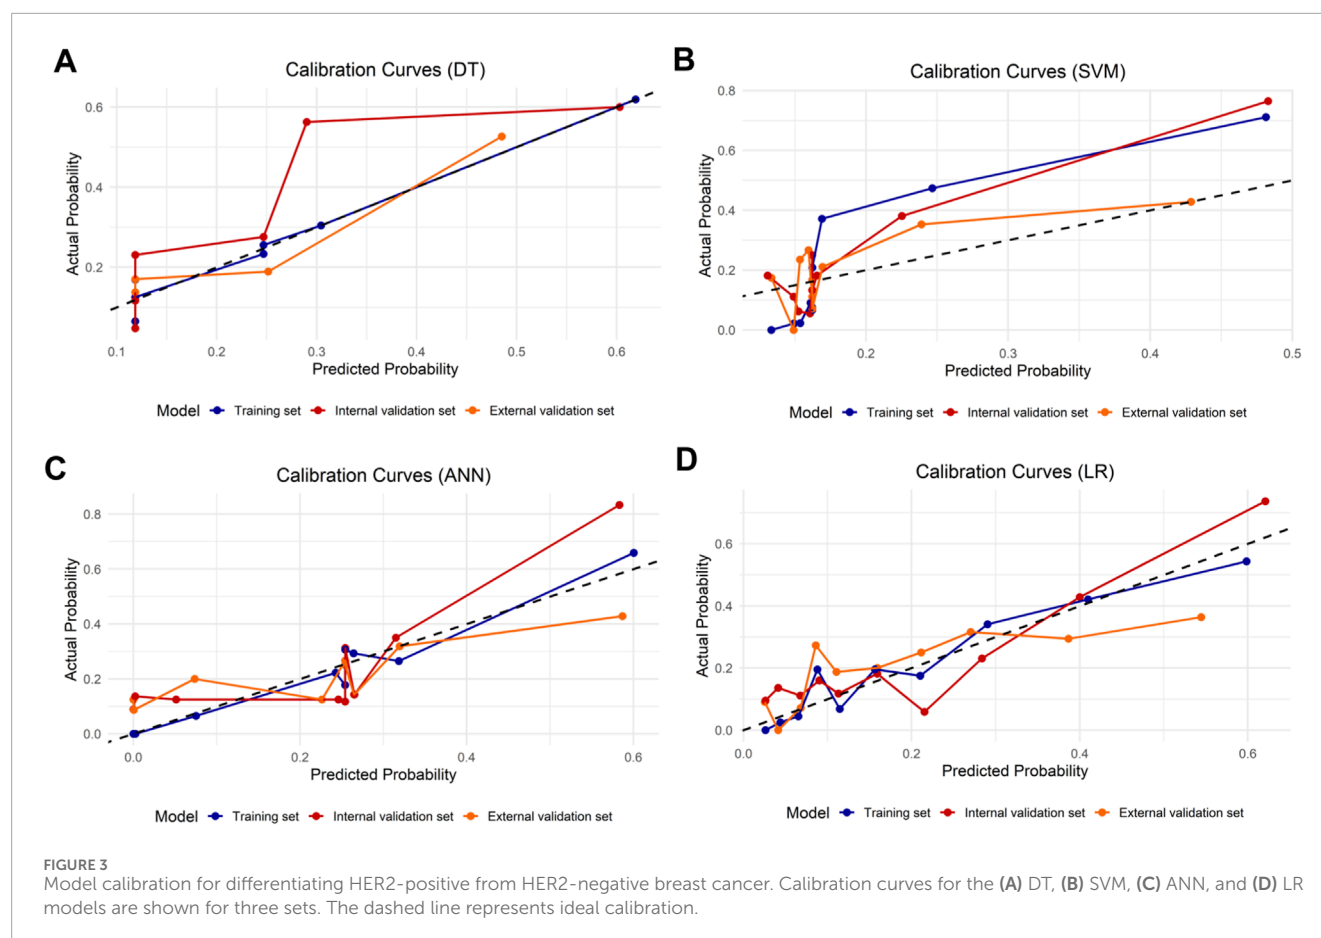 A
Calibration Curves (DT)
Actual Probability
0.6
0.4
0.2
0.1
0.2
0.3
0.4
0.5
0.6
Predicted Probability
Model Training set Internal validation set External validation set
B
Calibration Curves (SVM)
Actual Probability
0.8
0.6
0.4
0.2
0.0
0.2
0.3
0.4
0.5
Predicted Probability
Model Training set Internal validation set External validation set
C
Calibration Curves (ANN)
Actual Probability
0.8
0.6
0.4
0.2
0.0
0.0
0.2
0.4
0.6
Predicted Probability
Model Training set Internal validation set External validation set
D
Calibration Curves (LR)
Actual Probability
0.6
0.4
0.2
0.0
0.0
0.2
0.4
0.6
Predicted Probability
Model Training set Internal validation set External validation set
FIGURE 3
Model calibration for differentiating HER2-positive from HER2-negative breast cancer. Calibration curves for the (A) DT, (B) SVM, (C) ANN, and (D) LR
models are shown for three sets. The dashed line represents ideal calibration.